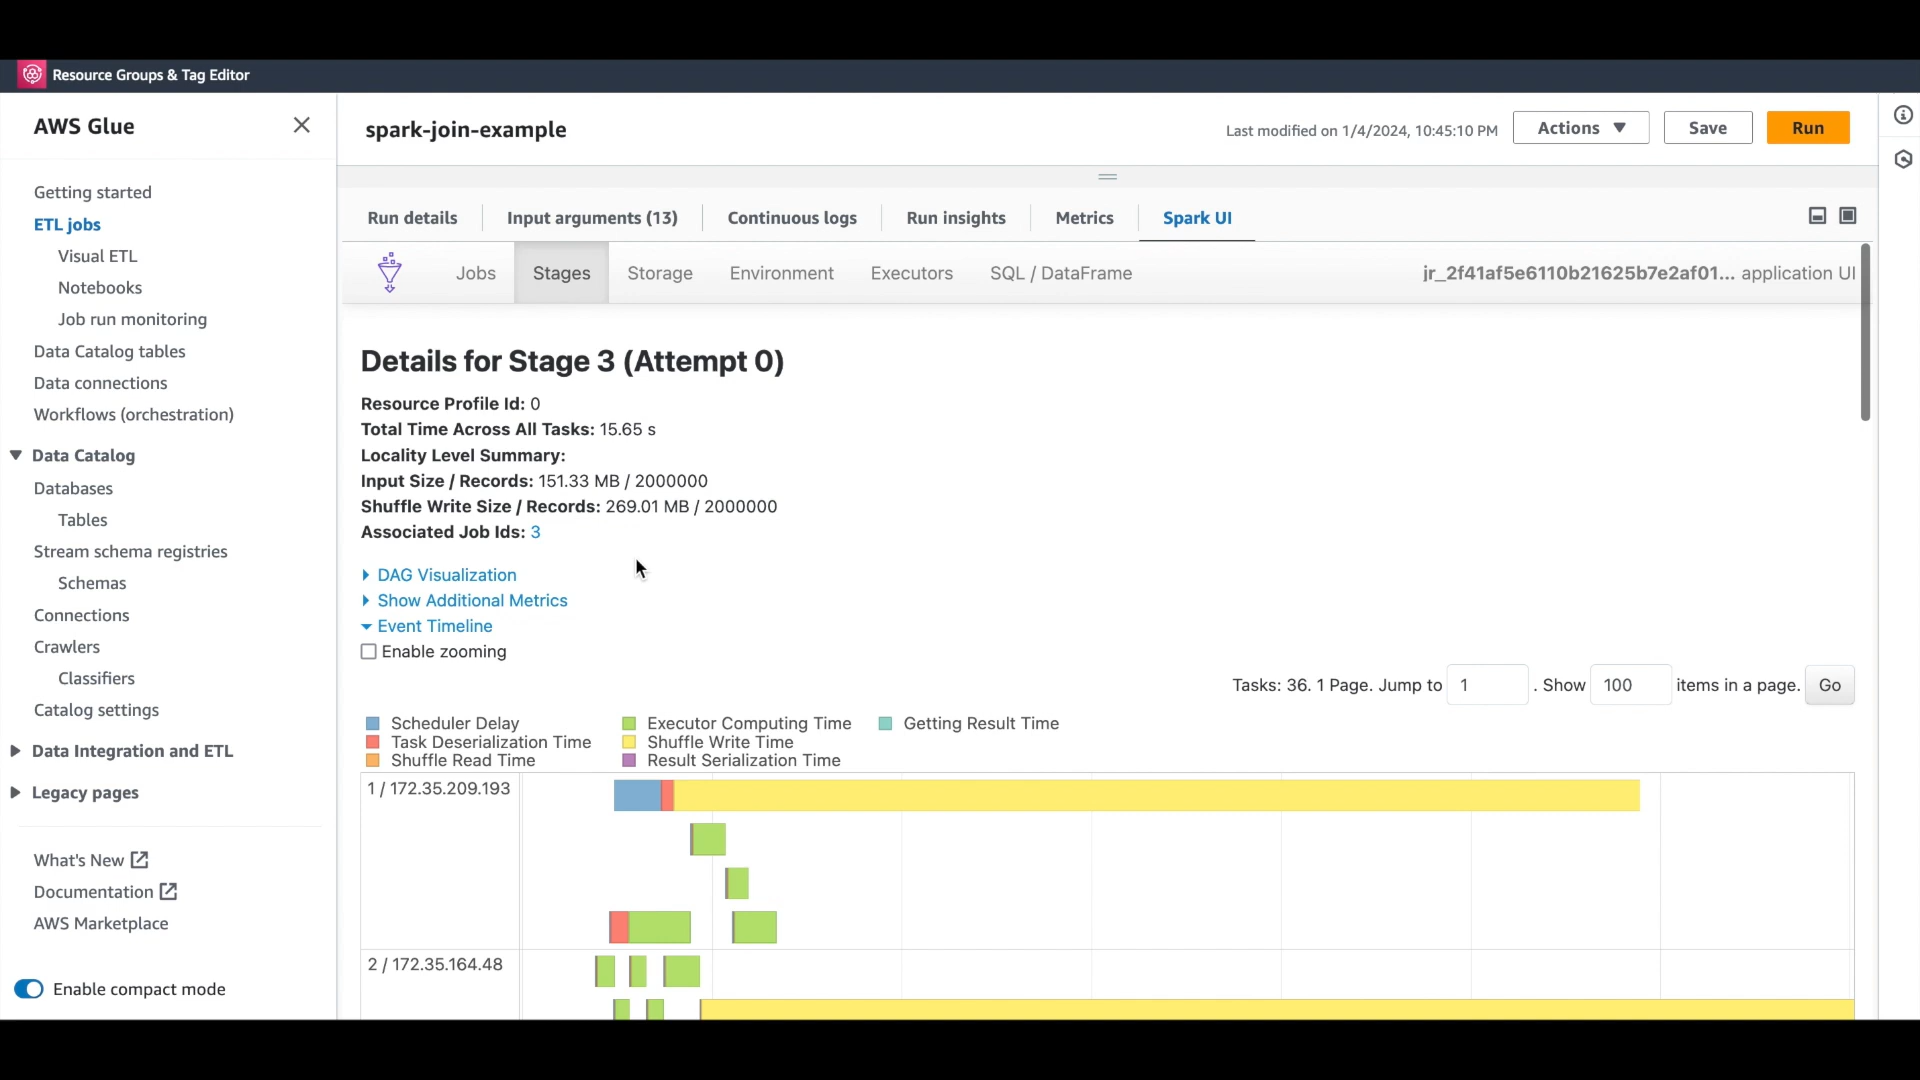 Resource Groups & Tag Editor
AWS Glue
Getting started
ETL jobs
Visual ETL
Notebooks
Job run monitoring
Data Catalog tables
Data connections
Workflows (orchestration)
Data Catalog
Databases
Tables
Stream schema registries
Schemas
Connections
Crawlers
Classifiers
Catalog settings
Data Integration and ETL
Legacy pages
What's New
Documentation
AWS Marketplace
Enable compact mode
spark-join-example
Last modified on 1/4/2024, 10:45:10 PM
Actions
Save
Run
Run details
Input arguments (13)
Continuous logs
Run insights
Metrics
Spark UI
Jobs
Stages
Storage
Environment
Executors
SQL / DataFrame
jr_2f41af5e6110b21625b7e2af01... application UI
Details for Stage 3 (Attempt 0)
Resource Profile Id: 0
Total Time Across All Tasks: 15.65 s
Locality Level Summary:
Input Size / Records: 151.33 MB / 2000000
Shuffle Write Size / Records: 269.01 MB / 2000000
Associated Job Ids: 3
DAG Visualization
Show Additional Metrics
Event Timeline
Enable zooming
Tasks: 36. 1 Page. Jump to 1 . Show 100 items in a page. Go
Scheduler Delay
Task Deserialization Time
Shuffle Read Time
Executor Computing Time
Shuffle Write Time
Result Serialization Time
Getting Result Time
1 / 172.35.209.193
2 / 172.35.164.48